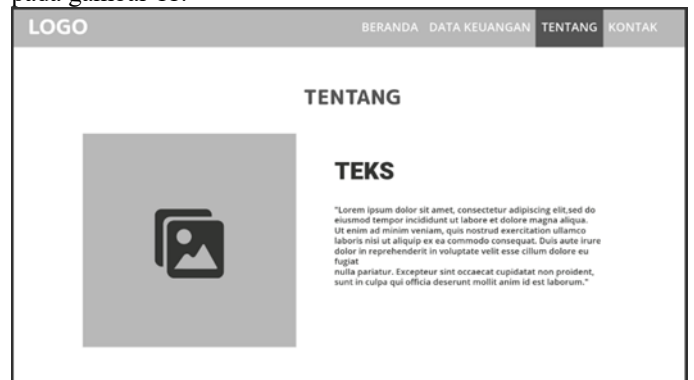 LOGO BERANDA DATA KEUANGAN TENTANG KONTAK
TENTANG
TEKS
"Lorem ipsum dolor sit amet, consectetur adipiscing elit,sed do
eiusmod tempor incididunt ut labore et dolore magna aliqua.
Ut enim ad minim veniam, quis nostrud exercitation ullamco
laboris nisi ut aliquip ex ea commodo consequat. Duis aute irure
dolor in reprehenderit in voluptate velit esse cillum dolore eu
fugiat
nulla pariatur. Excepteur sint occaecat cupidatat non proident,
sunt in culpa qui officia deserunt mollit anim id est laborum."